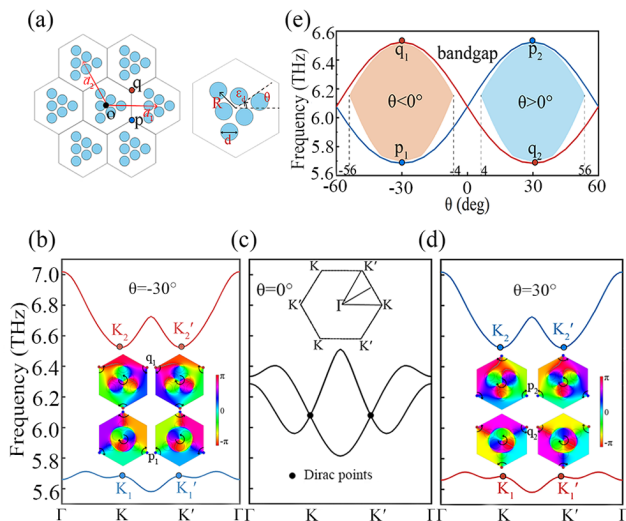 (a)
a₂
q
o
a₁
p
R
ε₄
θ
d
(e)
Frequency (THz)
6.6
6.4
6.2
6.0
5.8
5.6
q₁
bandgap
p₂
θ<0°
θ>0°
p₁
q₂
-56
-4
4
56
-60
-30
0
30
60
θ (deg)
(b)
Frequency (THz)
7.0
6.8
6.6
6.4
6.2
6.0
5.8
5.6
θ=-30°
K₂
K₂′
q₁
p₁
π
0
-π
K₁
K₁′
Γ
K
K′
Γ
(c)
θ=0°
K
K′
K′
Γ
K
K
K′
Dirac points
Γ
K
K′
Γ
(d)
θ=30°
K₂
K₂′
p₂
q₂
π
0
-π
K₁
K₁′
Γ
K
K′
Γ